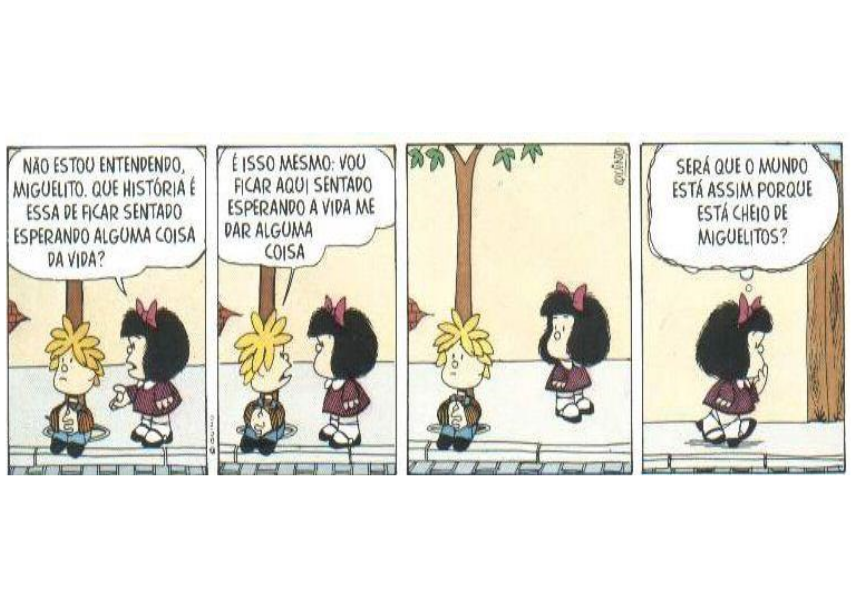 NÃO ESTOU ENTENDENDO,
MIGUELITO. QUE HISTÓRIA É
ESSA DE FICAR SENTADO
ESPERANDO ALGUMA COISA
DA VIDA?
É ISSO MESMO: VOU
FICAR AQUI SENTADO
ESPERANDO A VIDA ME
DAR ALGUMA
COISA
SERÁ QUE O MUNDO
ESTÁ ASSIM PORQUE
ESTÁ CHEIO DE
MIGUELITOS?